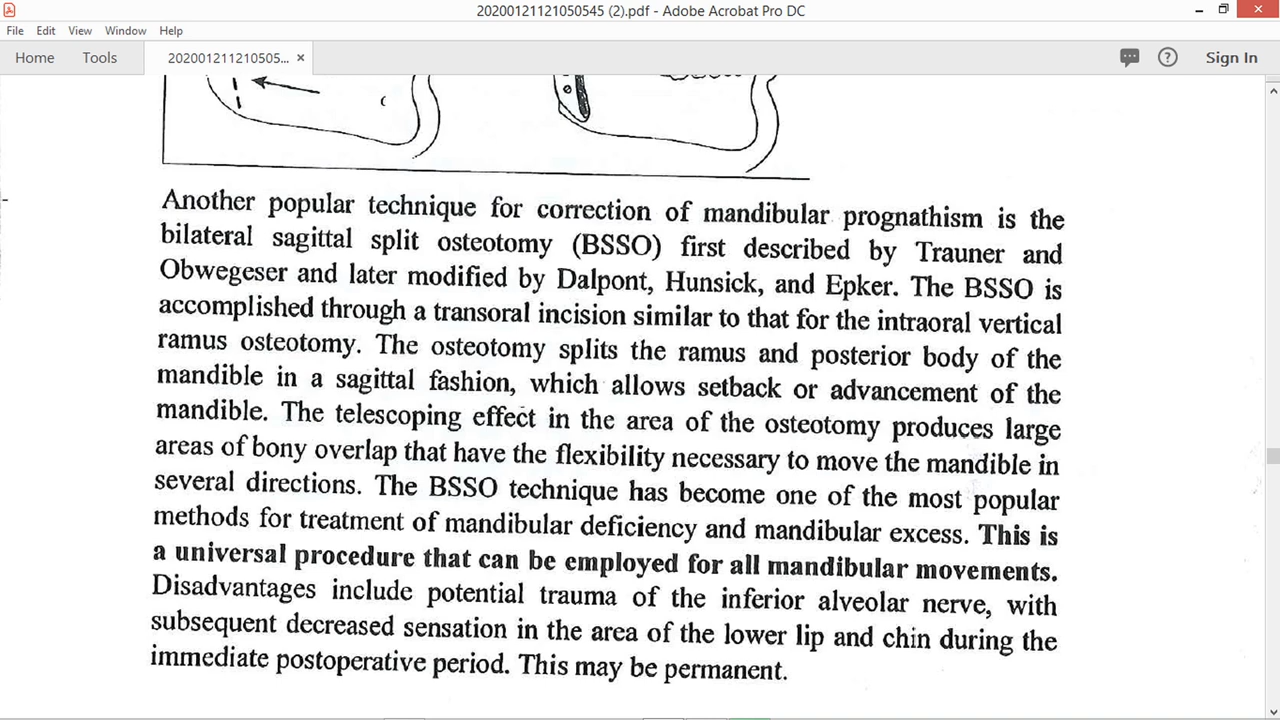 20200121121050545 (2).pdf - Adobe Acrobat Pro DC
File Edit View Window Help
Home Tools 202001211210505... × Sign In
Another popular technique for correction of mandibular prognathism is the
bilateral sagittal split osteotomy (BSSO) first described by Trauner and
Obwegeser and later modified by Dalpont, Hunsick, and Epker. The BSSO is
accomplished through a transoral incision similar to that for the intraoral vertical
ramus osteotomy. The osteotomy splits the ramus and posterior body of the
mandible in a sagittal fashion, which allows setback or advancement of the
mandible. The telescoping effect in the area of the osteotomy produces large
areas of bony overlap that have the flexibility necessary to move the mandible in
several directions. The BSSO technique has become one of the most popular
methods for treatment of mandibular deficiency and mandibular excess. This is
a universal procedure that can be employed for all mandibular movements.
Disadvantages include potential trauma of the inferior alveolar nerve, with
subsequent decreased sensation in the area of the lower lip and chin during the
immediate postoperative period. This may be permanent.